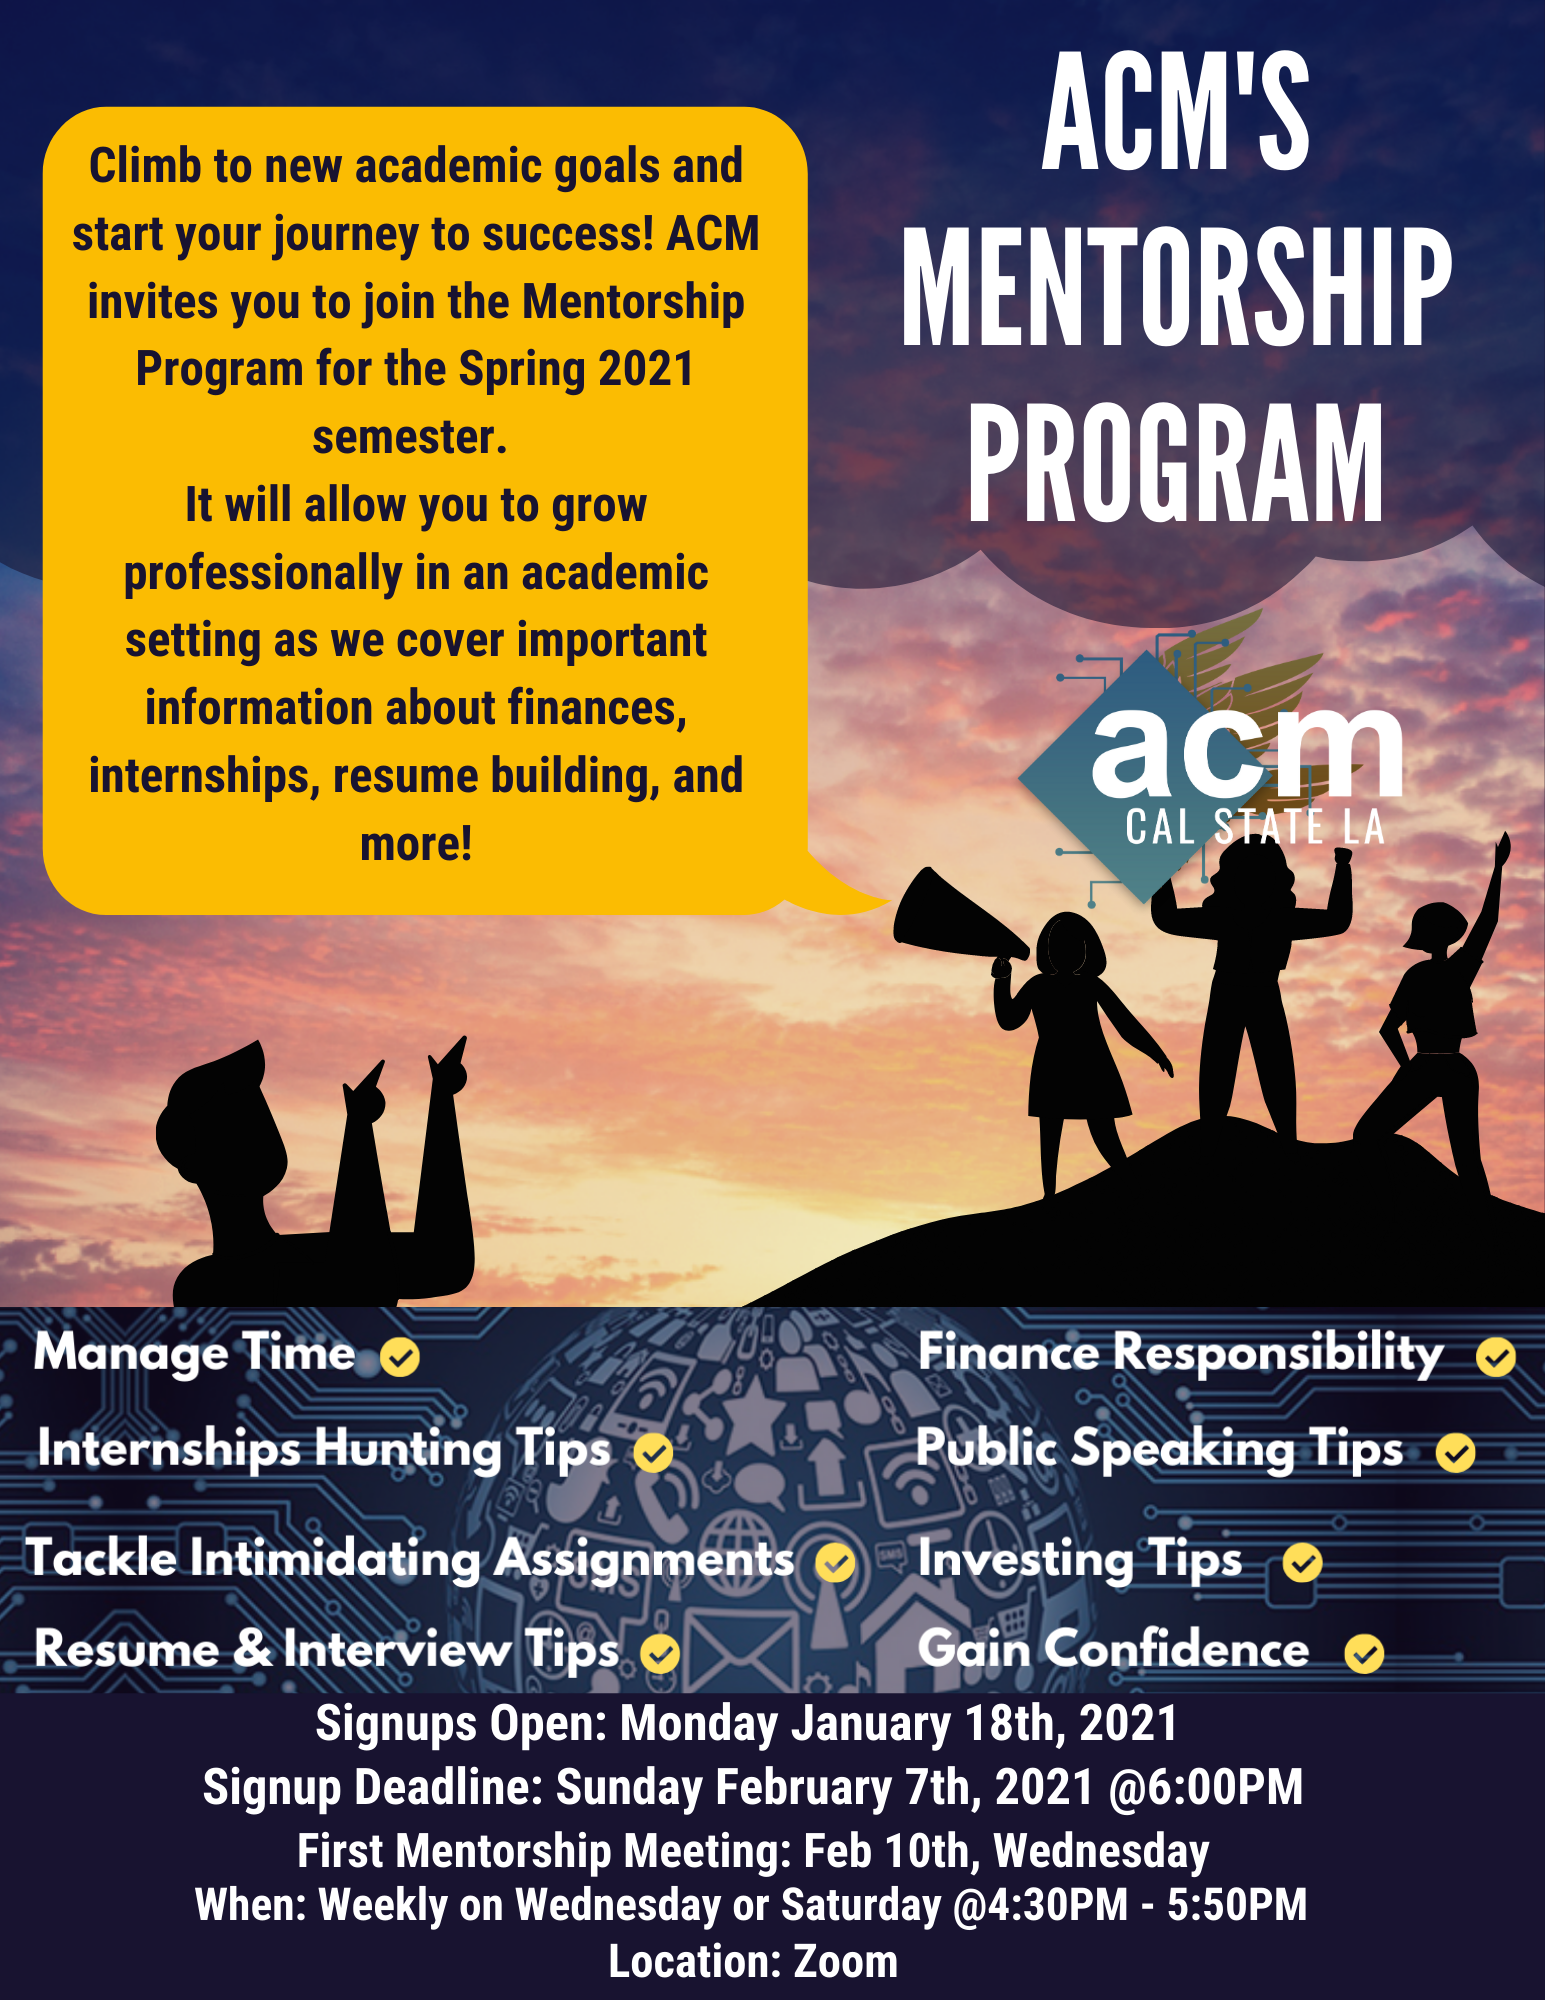 ACM'S
MENTORSHIP
PROGRAM
Climb to new academic goals and
start your journey to success! ACM
invites you to join the Mentorship
Program for the Spring 2021
semester.
It will allow you to grow
professionally in an academic
setting as we cover important
information about finances,
internships, resume building, and
more!
acm
CAL STATE LA
Manage Time
Internships Hunting Tips
Tackle Intimidating Assignments
Resume & Interview Tips
Finance Responsibility
Public Speaking Tips
Investing Tips
Gain Confidence
SMS
SMS
Signups Open: Monday January 18th, 2021
Signup Deadline: Sunday February 7th, 2021 @6:00PM
First Mentorship Meeting: Feb 10th, Wednesday
When: Weekly on Wednesday or Saturday @4:30PM - 5:50PM
Location: Zoom